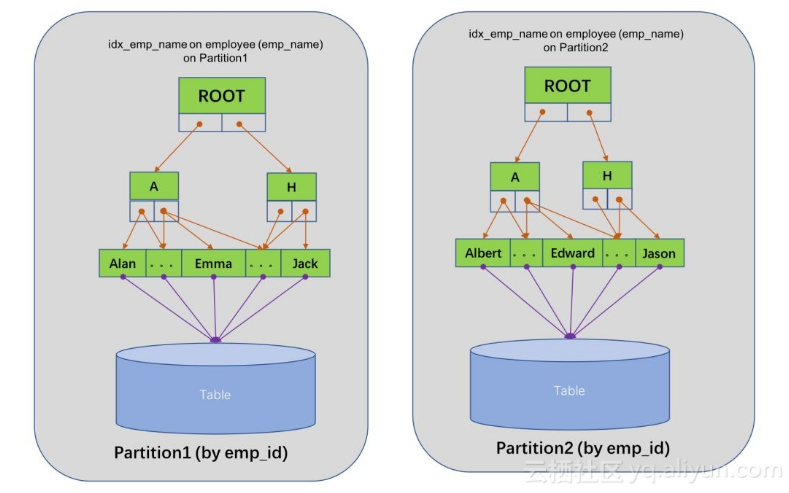 idx_emp_name on employee (emp_name)
on Partition1
ROOT
A
H
Alan
...
Emma
...
Jack
Table
Partition1 (by emp_id)
idx_emp_name on employee (emp_name)
on Partition2
ROOT
A
H
Albert
...
Edward
...
Jason
Table
Partition2 (by emp_id)
云栖社区 yq.aliyun.com